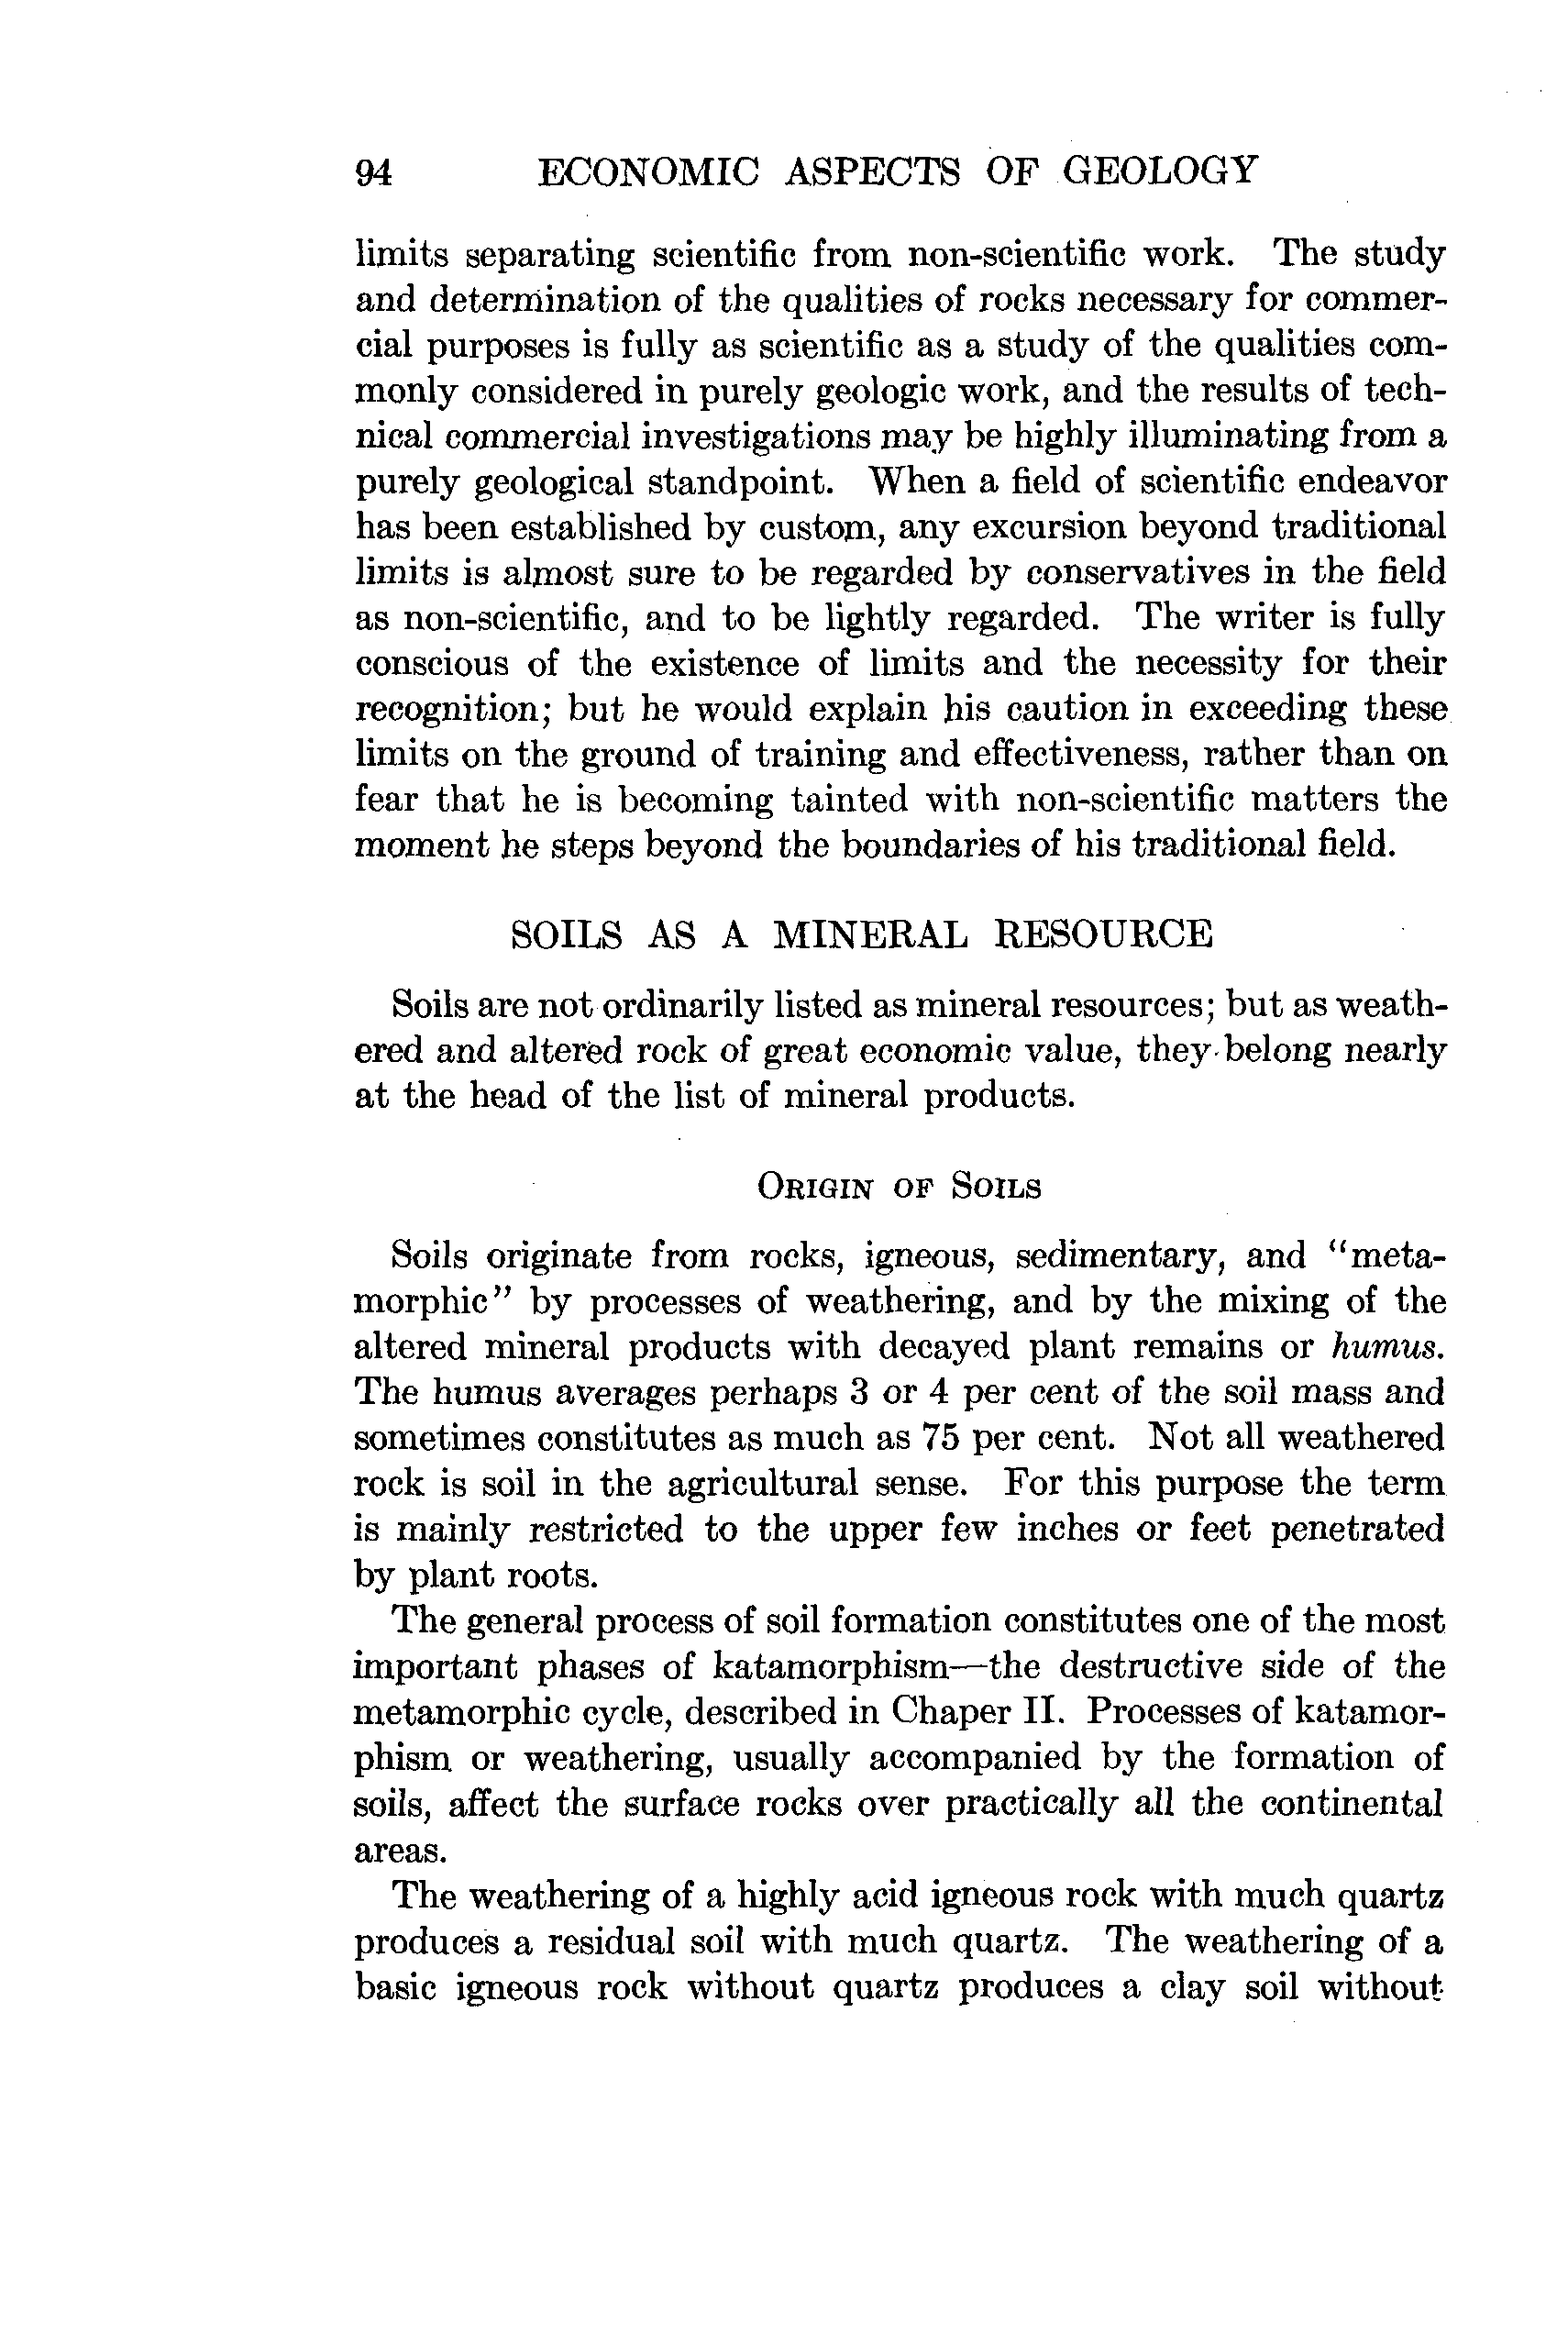 94 ECONOMIC ASPECTS OF GEOLOGY
limits separating scientific from non-scientific work. The study
and determination of the qualities of rocks necessary for commer-
cial purposes is fully as scientific as a study of the qualities com-
monly considered in purely geologic work, and the results of tech-
nical commercial investigations may be highly illuminating from a
purely geological standpoint. When a field of scientific endeavor
has been established by custom, any excursion beyond traditional
limits is almost sure to be regarded by conservatives in the field
as non-scientific, and to be lightly regarded. The writer is fully
conscious of the existence of limits and the necessity for their
recognition; but he would explain his caution in exceeding these
limits on the ground of training and effectiveness, rather than on
fear that he is becoming tainted with non-scientific matters the
moment he steps beyond the boundaries of his traditional field.
SOILS AS A MINERAL RESOURCE
Soils are not ordinarily listed as mineral resources; but as weath-
ered and altered rock of great economic value, they belong nearly
at the head of the list of mineral products.
ORIGIN OF SOILS
Soils originate from rocks, igneous, sedimentary, and "meta-
morphic" by processes of weathering, and by the mixing of the
altered mineral products with decayed plant remains or humus.
The humus averages perhaps 3 or 4 per cent of the soil mass and
sometimes constitutes as much as 75 per cent. Not all weathered
rock is soil in the agricultural sense. For this purpose the term
is mainly restricted to the upper few inches or feet penetrated
by plant roots.
The general process of soil formation constitutes one of the most
important phases of katamorphism—the destructive side of the
metamorphic cycle, described in Chaper II. Processes of katamor-
phism or weathering, usually accompanied by the formation of
soils, affect the surface rocks over practically all the continental
areas.
The weathering of a highly acid igneous rock with much quartz
produces a residual soil with much quartz. The weathering of a
basic igneous rock without quartz produces a clay soil without